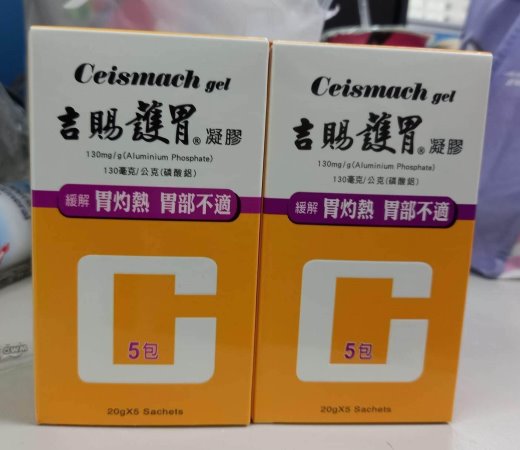 Ceismach gel
吉賜護胃®凝膠
130mg/g(Aluminium Phosphate)
130毫克/公克(磷酸鋁)
緩解 胃灼熱 胃部不適
5包
20gX5 Sachets
Ceismach gel
吉賜護胃®凝膠
130mg/g(Aluminium Phosphate)
130毫克/公克(磷酸鋁)
緩解 胃灼熱 胃部不適
5包
20gX5 Sachets